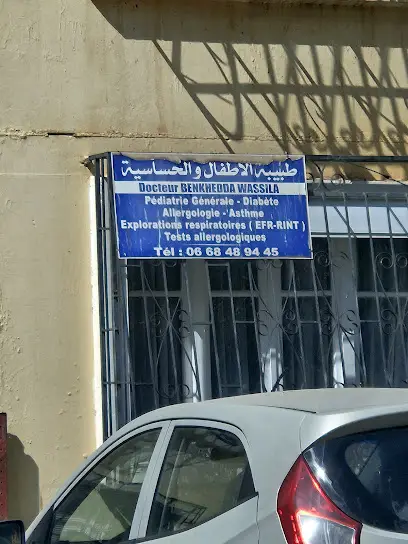 طبيبة الاطفال والحساسية
Docteur BENKHEDDA WASSILA
Pédiatrie Générale - Diabète
Allergologie - Asthme
Explorations respiratoires ( EFR-RINT )
Tests allergologiques
Tél : 06 68 48 94 45